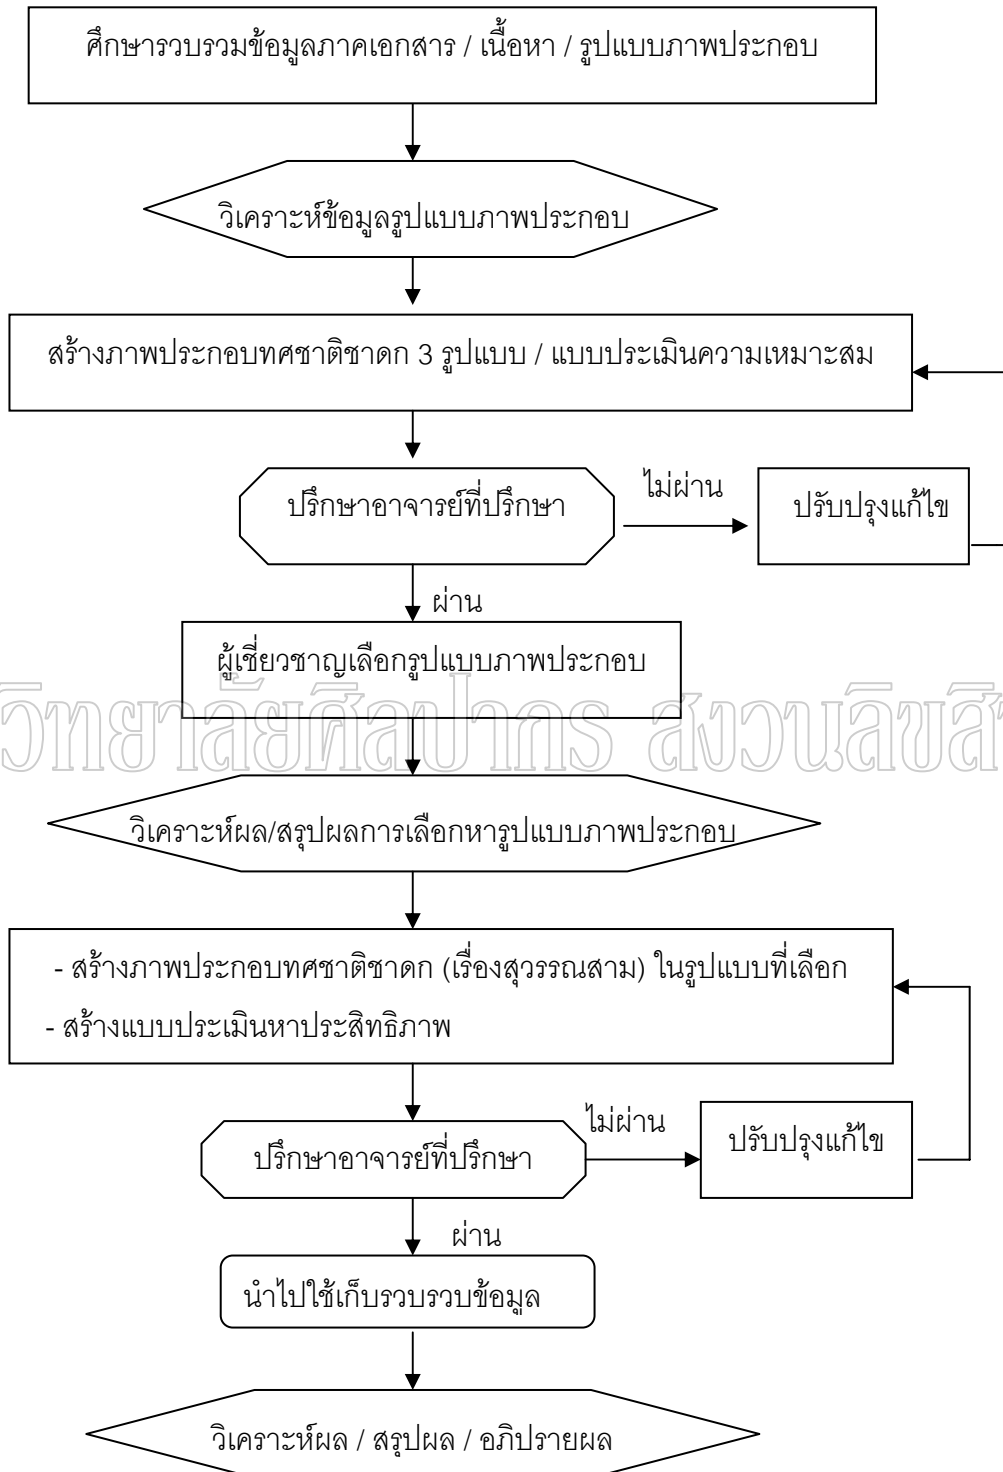 ศึกษารวบรวมข้อมูลภาคเอกสาร / เนื้อหา / รูปแบบภาพประกอบ
วิเคราะห์ข้อมูลรูปแบบภาพประกอบ
สร้างภาพประกอบทศชาติชาดก 3 รูปแบบ / แบบประเมินความเหมาะสม
ปรึกษาอาจารย์ที่ปรึกษา
ไม่ผ่าน
ปรับปรุงแก้ไข
ผ่าน
ผู้เชี่ยวชาญเลือกรูปแบบภาพประกอบ
วิทยาลัยศิลปากร สงวนลิขสิ
วิเคราะห์ผล/สรุปผลการเลือกหารูปแบบภาพประกอบ
- สร้างภาพประกอบทศชาติชาดก (เรื่องสุวรรณสาม) ในรูปแบบที่เลือก
- สร้างแบบประเมินหาประสิทธิภาพ
ปรึกษาอาจารย์ที่ปรึกษา
ไม่ผ่าน
ปรับปรุงแก้ไข
ผ่าน
นำไปใช้เก็บรวบรวบข้อมูล
วิเคราะห์ผล / สรุปผล / อภิปรายผล